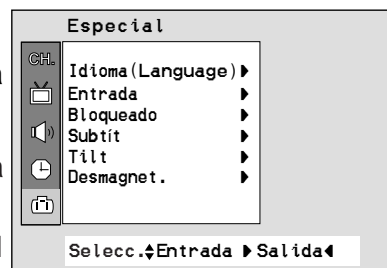 Especial
CH.
Idioma(Language)▶
Entrada ▶
Bloqueado ▶
Subtít ▶
Tilt ▶
Desmagnet. ▶
Selecc.▲▼Entrada ▶Salida◀